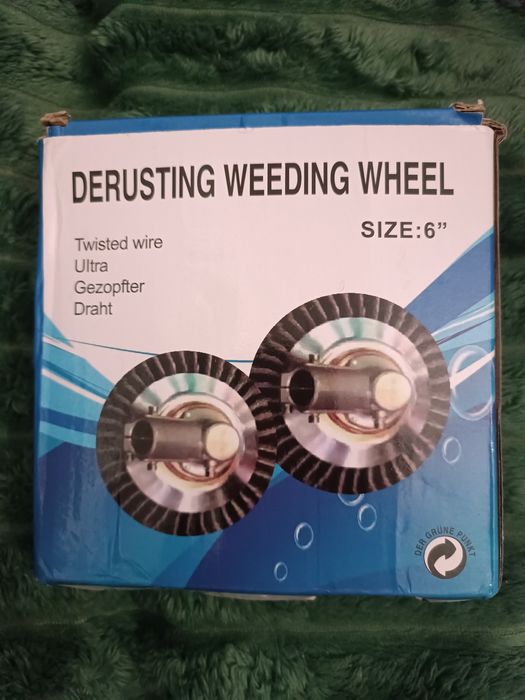 DERUSTING WEEDING WHEEL
SIZE:6”
Twisted wire
Ultra
Gezopfter
Draht
DER GRÜNE PUNKT